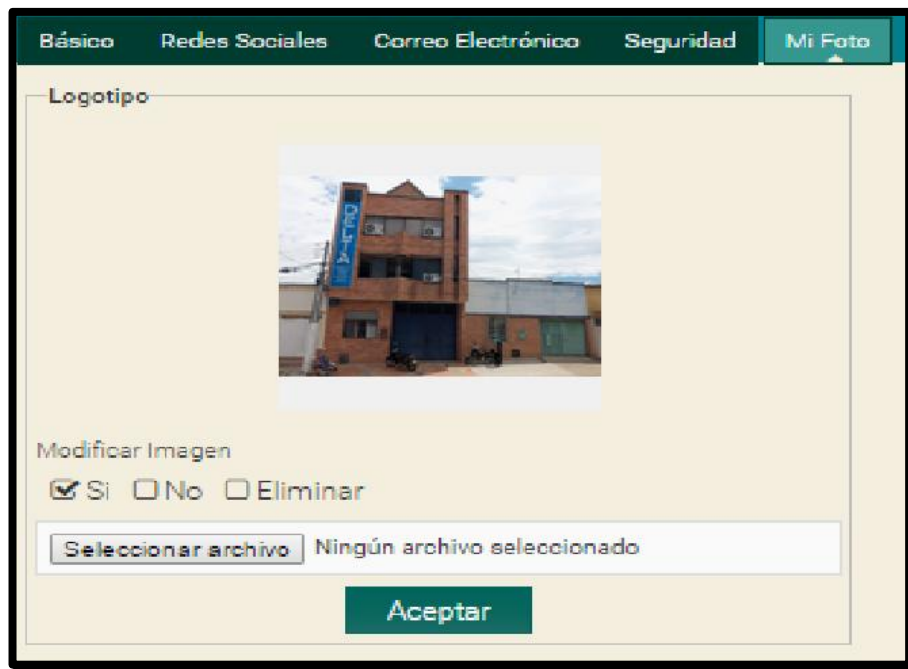 Básico Redes Sociales Correo Electrónico Seguridad Mi Foto
Logotipo
Modificar Imagen
Si No Eliminar
Seleccionar archivo Ningún archivo seleccionado
Aceptar